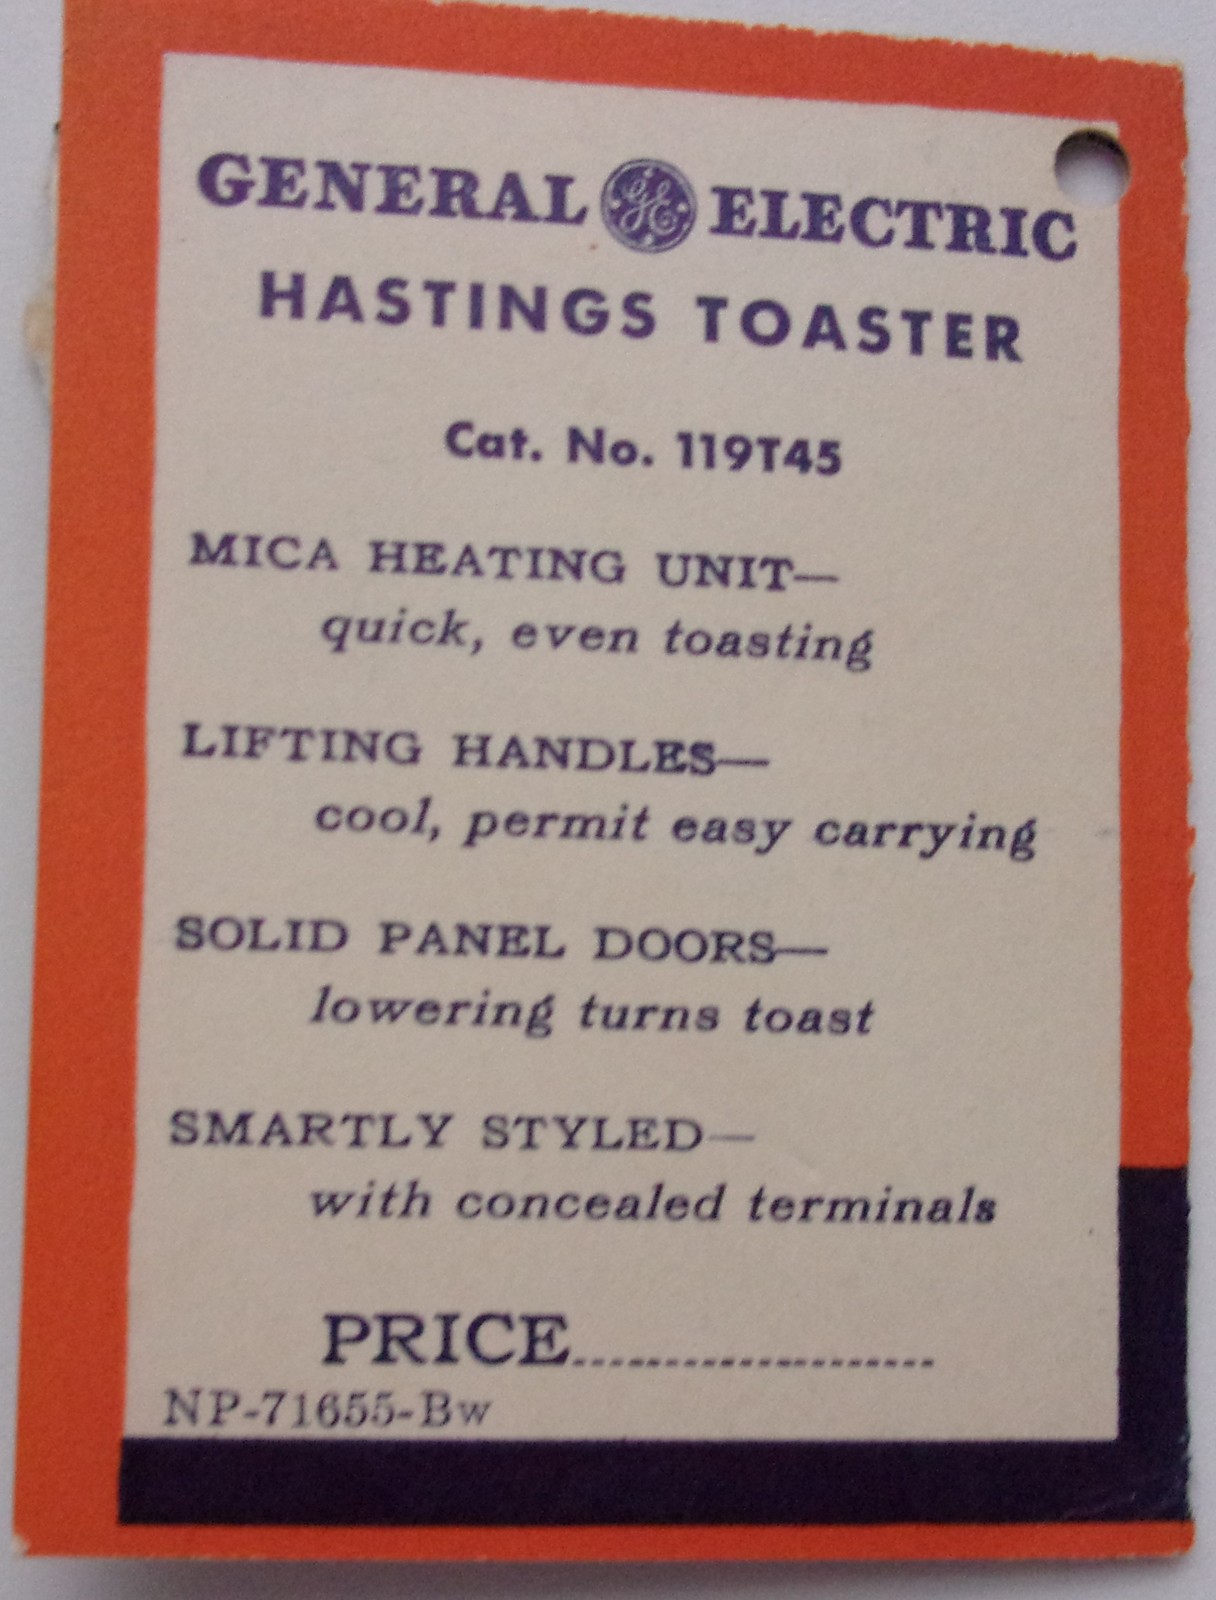 GENERAL GE ELECTRIC
HASTINGS TOASTER
Cat. No. 119T45
MICA HEATING UNIT—
quick, even toasting
LIFTING HANDLES—
cool, permit easy carrying
SOLID PANEL DOORS—
lowering turns toast
SMARTLY STYLED—
with concealed terminals
PRICE....................
NP-71655-Bw